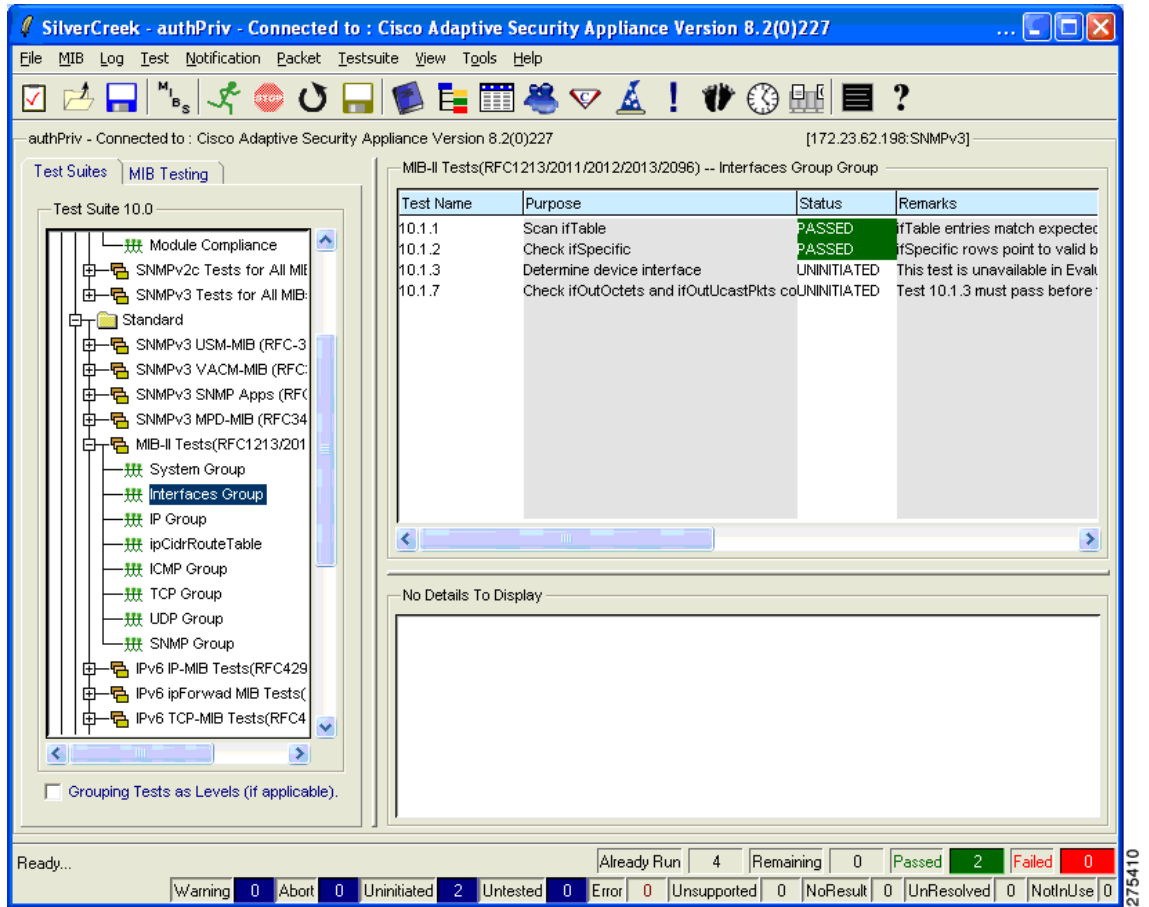 SilverCreek - authPriv - Connected to : Cisco Adaptive Security Appliance Version 8.2(0)227 ...
File MIB Log Test Notification Packet Testsuite View Tools Help
MIBs STOP C ! ?
authPriv - Connected to : Cisco Adaptive Security Appliance Version 8.2(0)227 [172.23.62.198:SNMPv3]
Test Suites MIB Testing
Test Suite 10.0
Module Compliance
SNMPv2c Tests for All MIB
SNMPv3 Tests for All MIB
Standard
SNMPv3 USM-MIB (RFC-3
SNMPv3 VACM-MIB (RFC
SNMPv3 SNMP Apps (RFC
SNMPv3 MPD-MIB (RFC34
MIB-II Tests(RFC1213/201
System Group
Interfaces Group
IP Group
ipCidrRouteTable
ICMP Group
TCP Group
UDP Group
SNMP Group
IPv6 IP-MIB Tests(RFC429
IPv6 ipForwad MIB Tests(
IPv6 TCP-MIB Tests(RFC4
Grouping Tests as Levels (if applicable).
MIB-II Tests(RFC1213/2011/2012/2013/2096) -- Interfaces Group Group
Test Name Purpose Status Remarks
10.1.1 Scan ifTable PASSED ifTable entries match expected
10.1.2 Check ifSpecific PASSED ifSpecific rows point to valid b
10.1.3 Determine device interface UNINITIATED This test is unavailable in Evalu
10.1.7 Check ifOutOctets and ifOutUcastPkts co UNINITIATED Test 10.1.3 must pass before
No Details To Display
Ready...
Already Run 4 Remaining 0 Passed 2 Failed 0
Warning 0 Abort 0 Uninitiated 2 Untested 0 Error 0 Unsupported 0 NoResult 0 UnResolved 0 NotInUse 0
275410